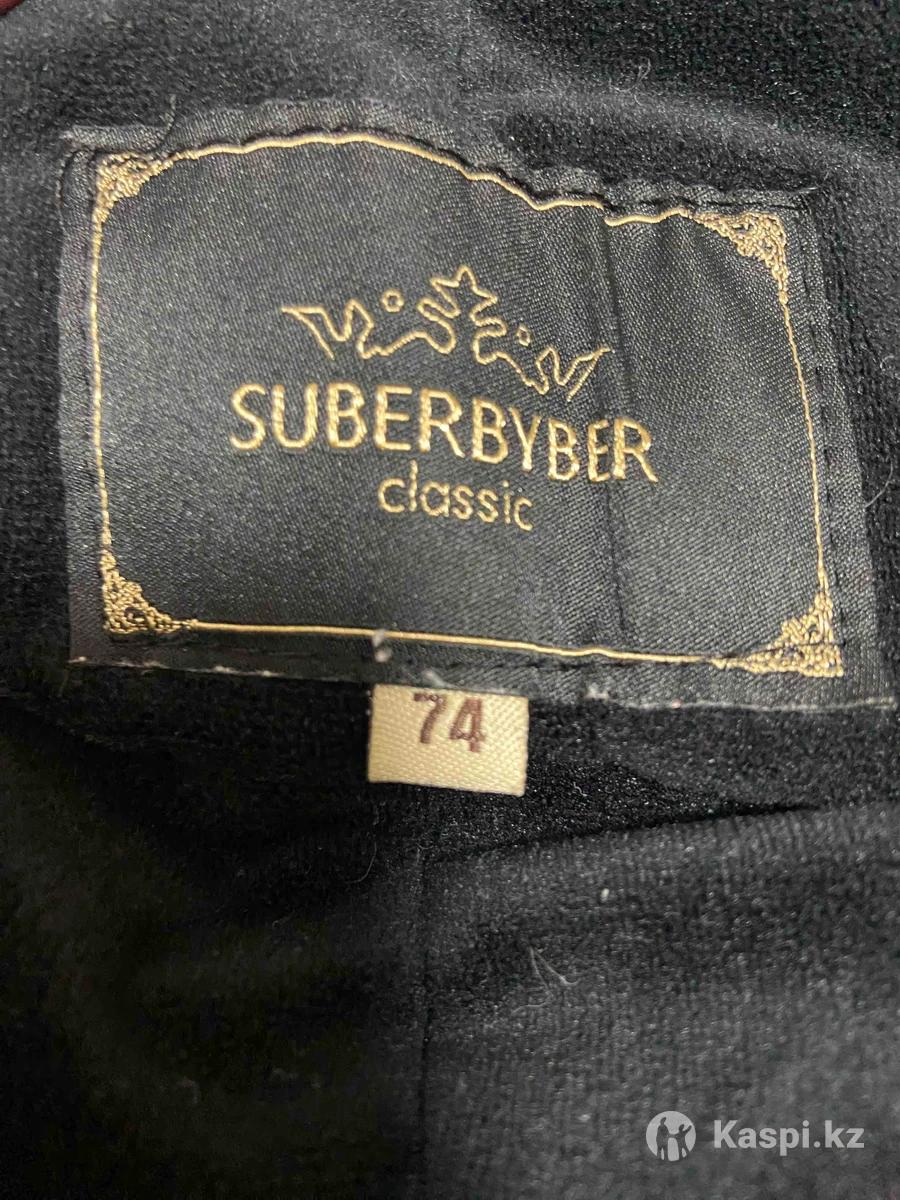 SUBERBYBER
classic
74
Kaspi.kz